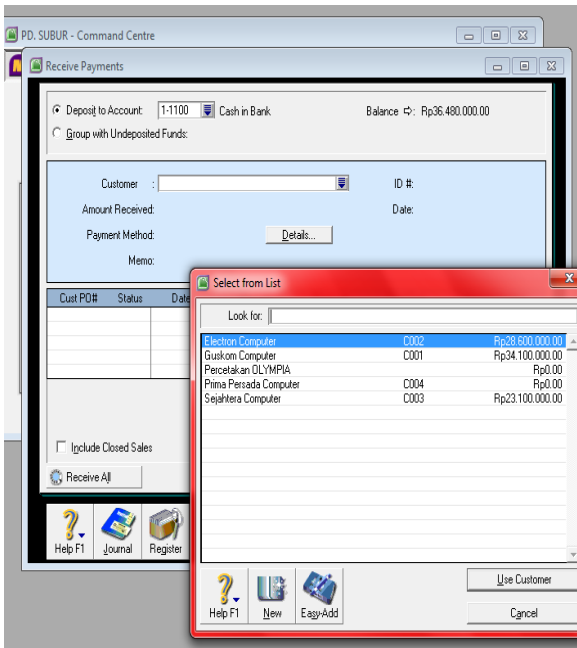 PD. SUBUR - Command Centre
Receive Payments
Deposit to Account: 1-1100 Cash in Bank Balance ⇨: Rp36.480.000.00
Group with Undeposited Funds:
Customer : ID #:
Amount Received: Date:
Payment Method: Details...
Memo:
Cust PO# Status Date
Include Closed Sales
Receive All
Help F1 Journal Register
Select from List
Look for:
Electron Computer C002 Rp28.600.000.00
Guskom Computer C001 Rp34.100.000.00
Percetakan OLYMPIA Rp0.00
Prima Persada Computer C004 Rp0.00
Sejahtera Computer C003 Rp23.100.000.00
Help F1 New Easy-Add
Use Customer
Cancel